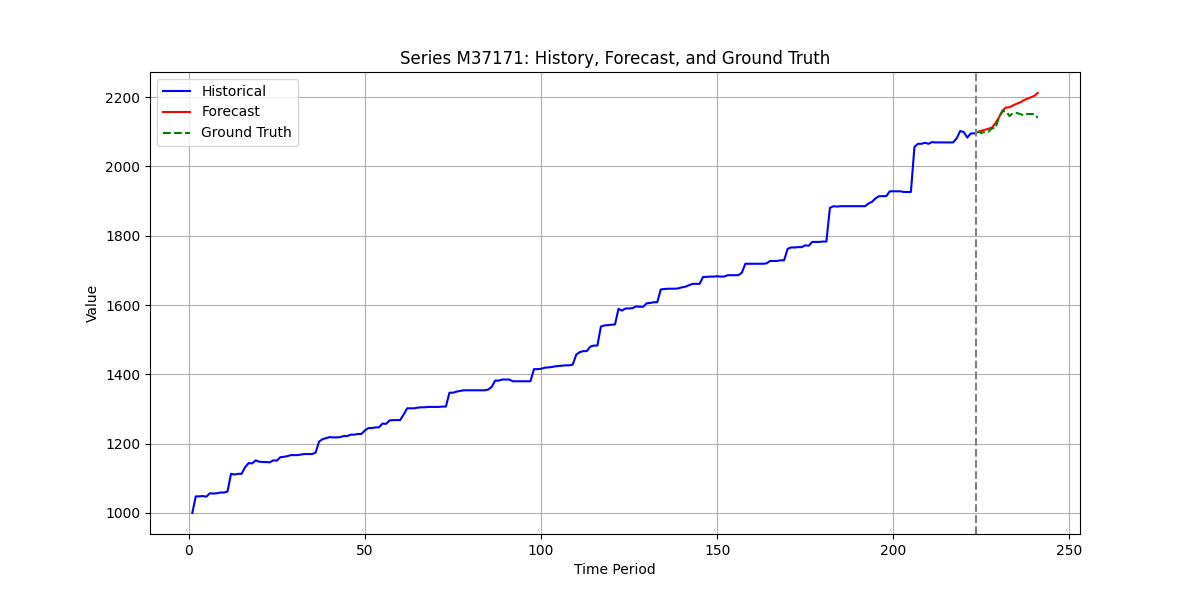 Series M37171: History, Forecast, and Ground Truth
Historical
Forecast
Ground Truth
2200
2000
1800
1600
1400
1200
1000
Value
0 50 100 150 200 250
Time Period